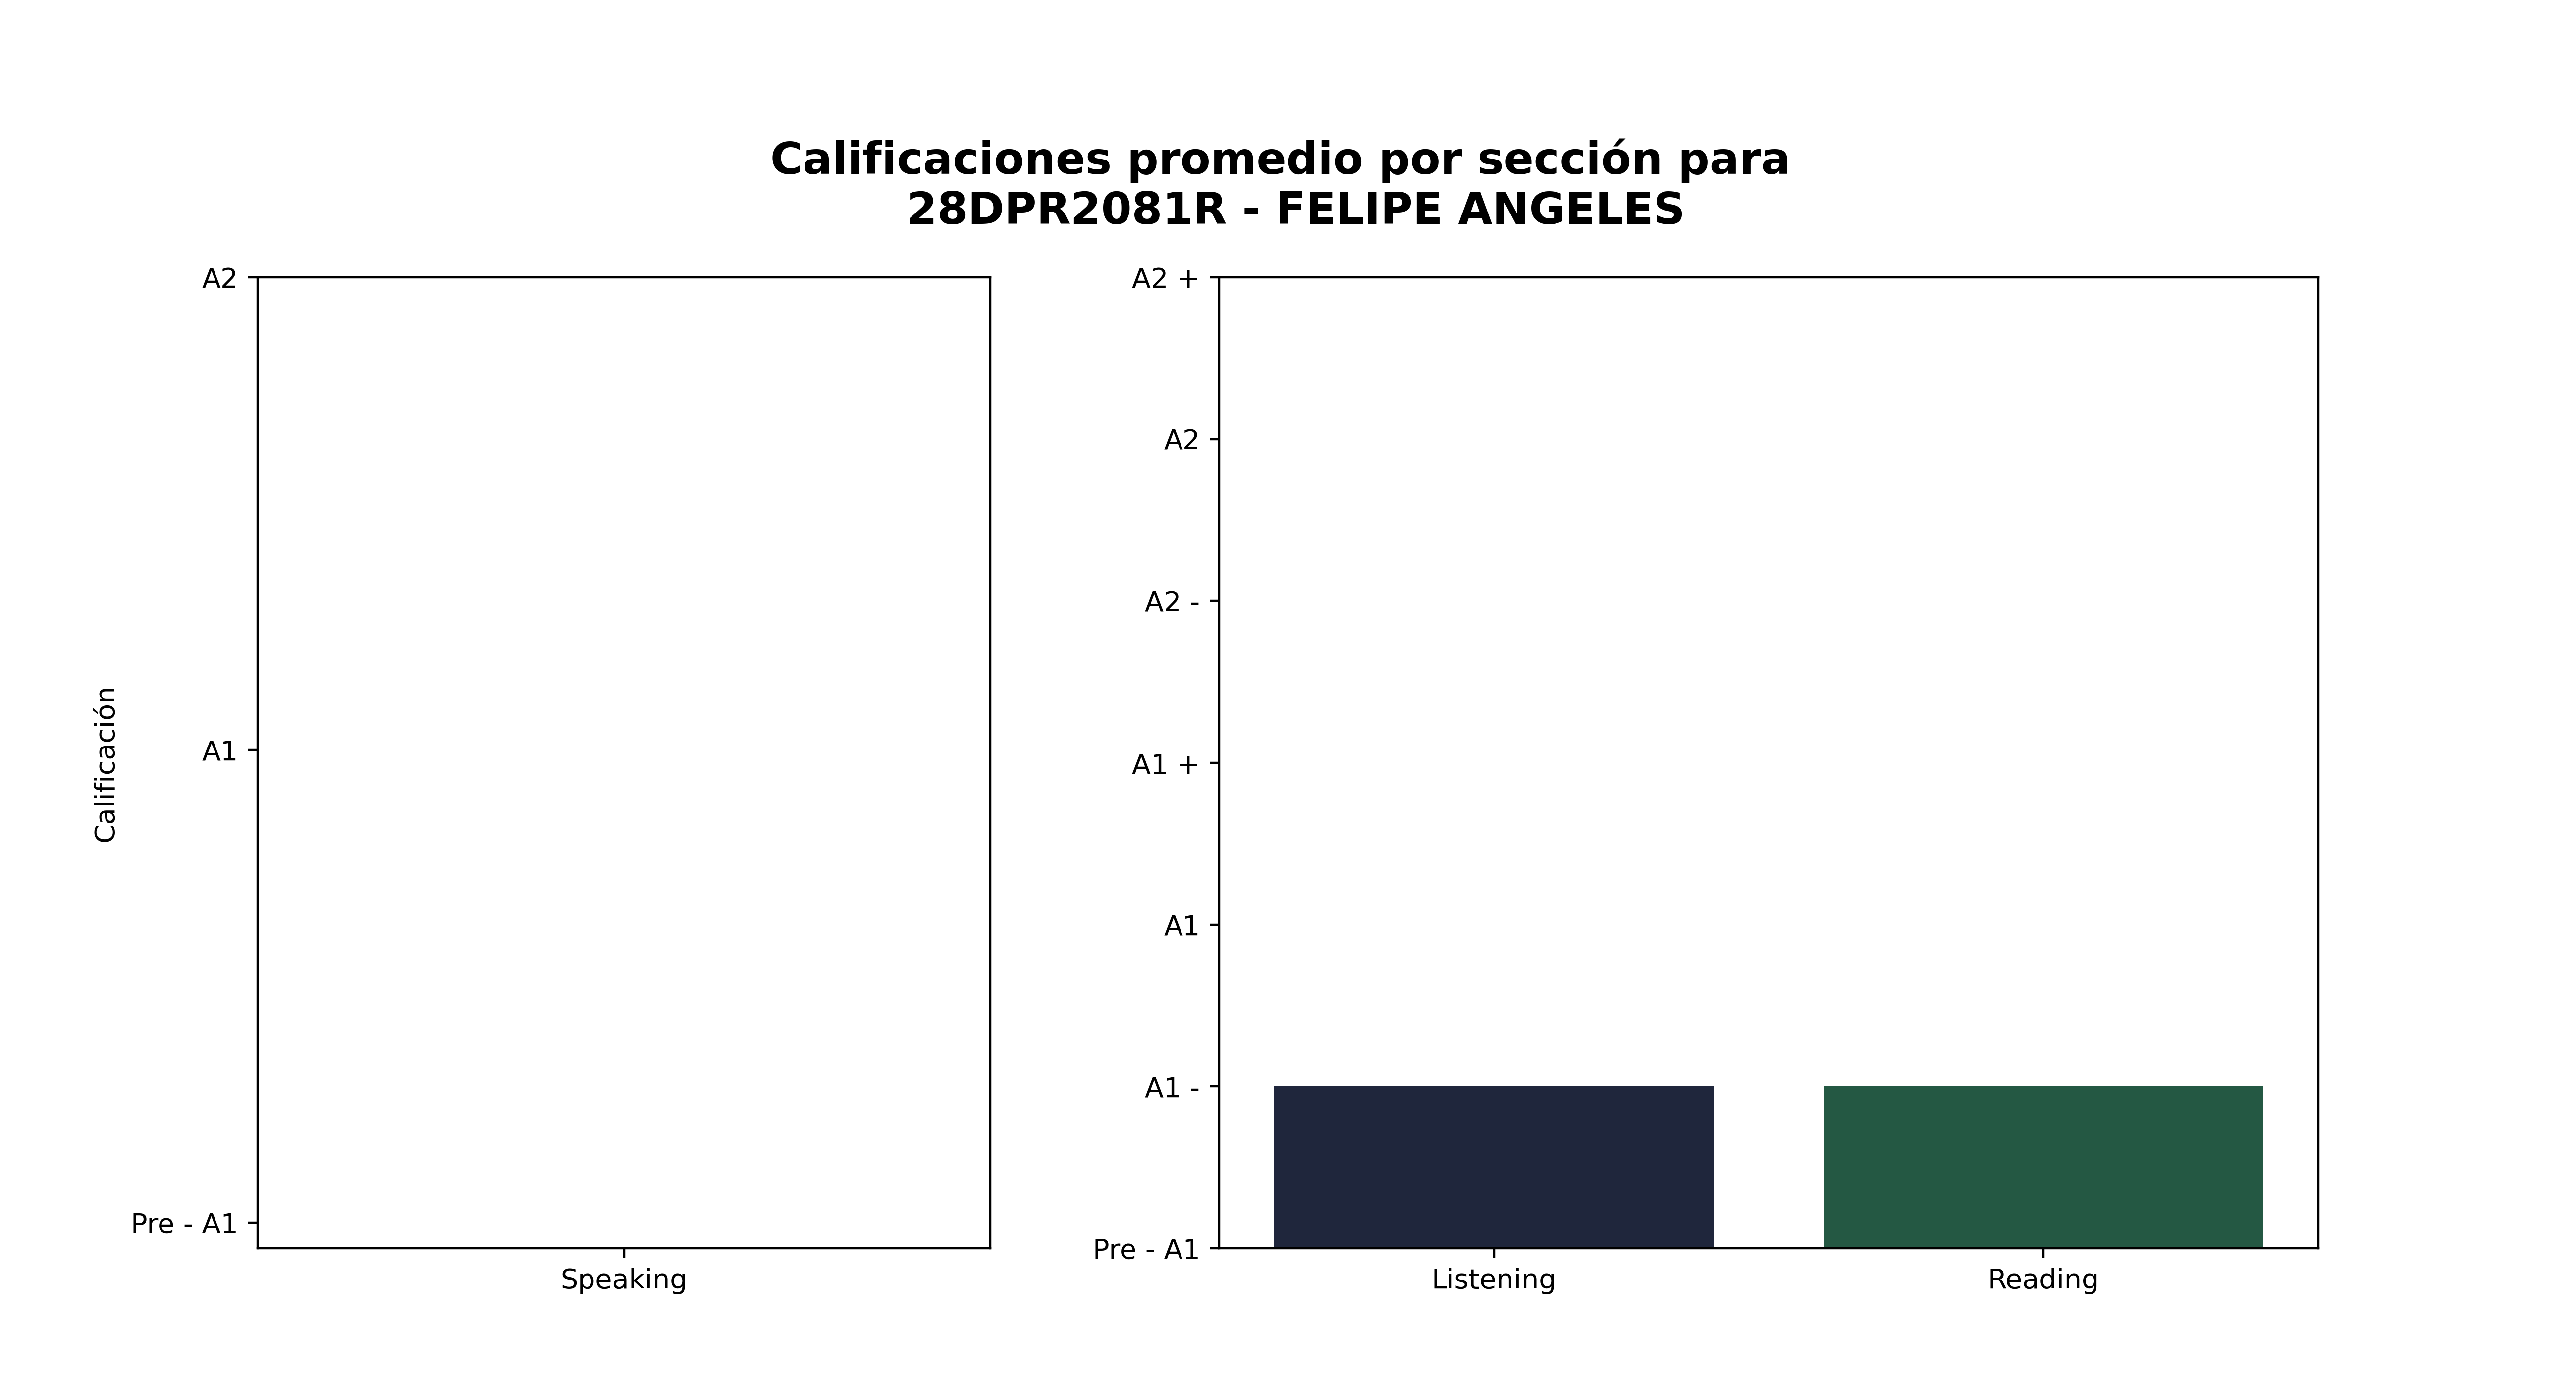 Calificaciones promedio por sección para
28DPR2081R - FELIPE ANGELES
Calificación
A2
A1
Pre - A1
Speaking
A2 +
A2
A2 -
A1 +
A1
A1 -
Pre - A1
Listening
Reading